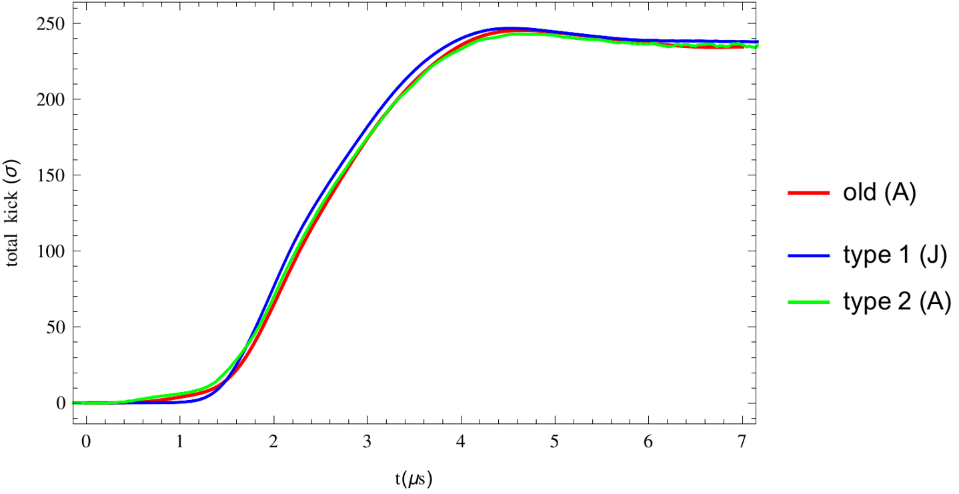 250
200
150
100
50
0
total kick (σ)
0 1 2 3 4 5 6 7
t(μs)
old (A)
type 1 (J)
type 2 (A)